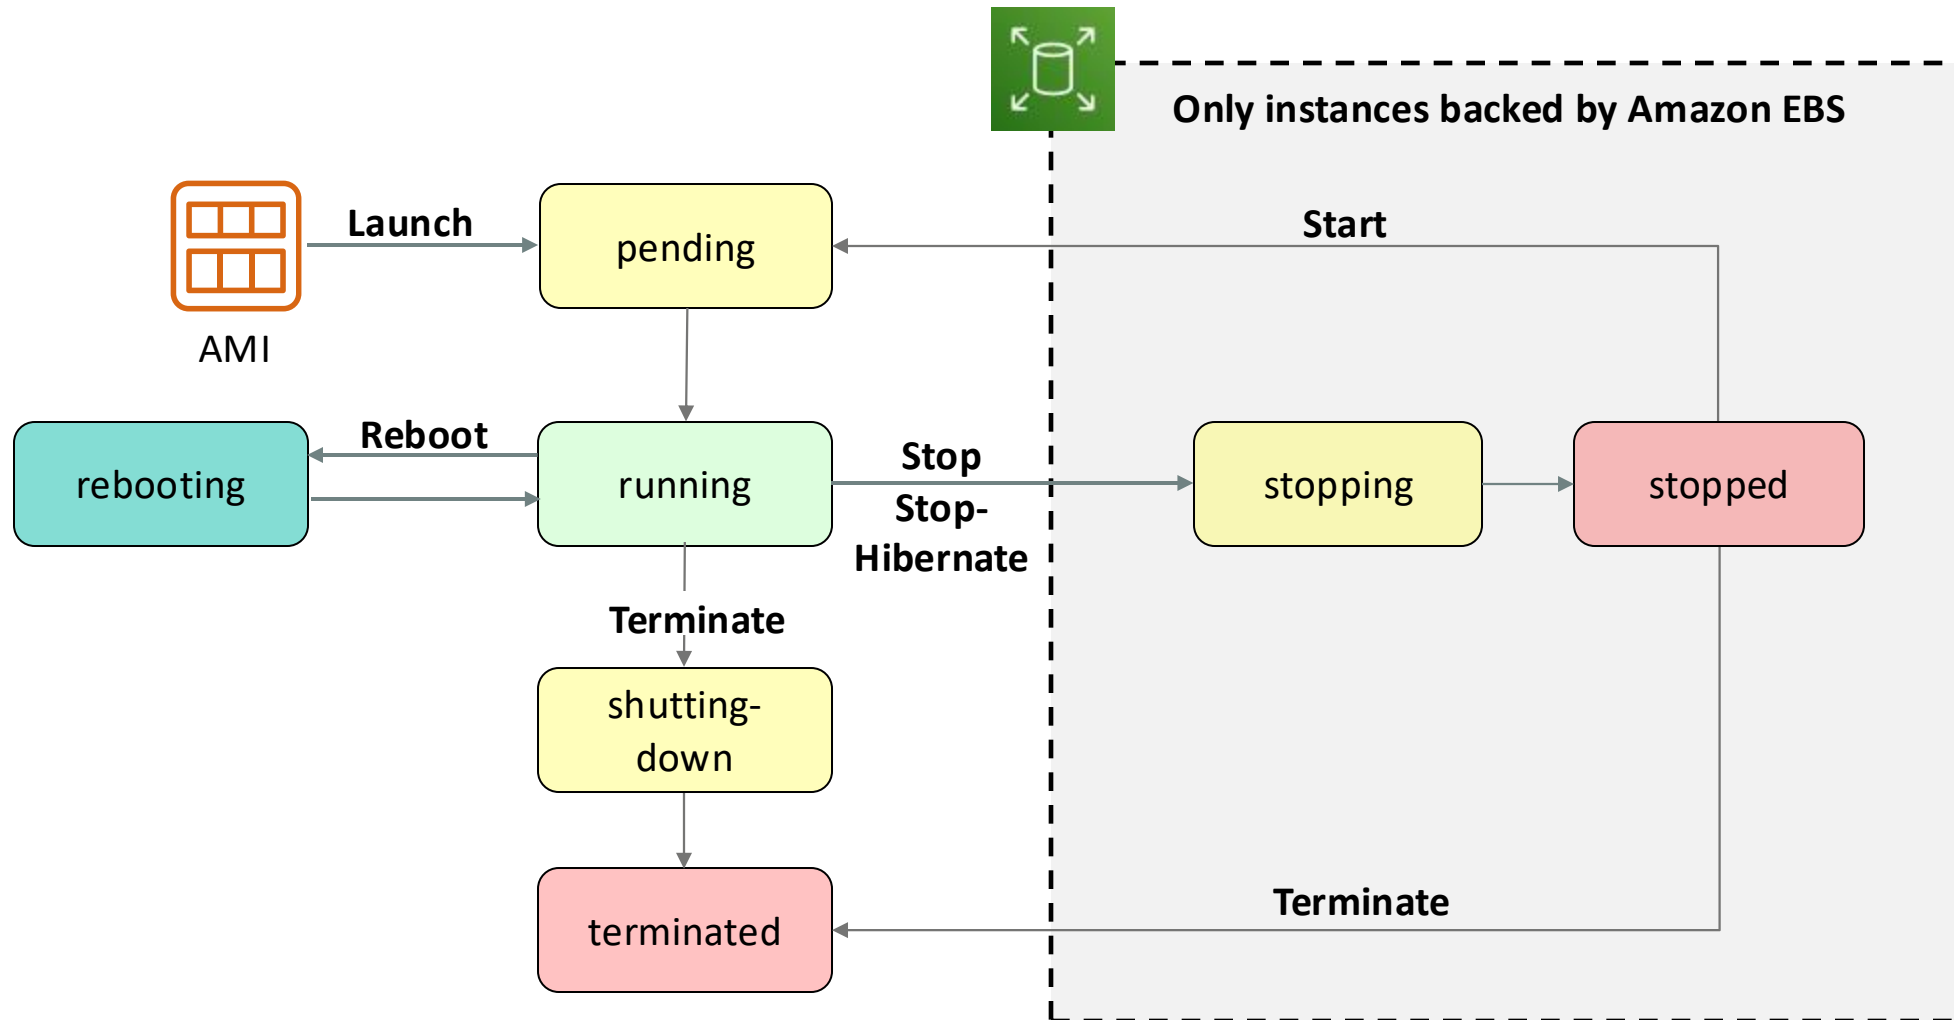 Only instances backed by Amazon EBS
Launch
pending
Start
AMI
Reboot
rebooting
running
Stop
Stop-
Hibernate
stopping
stopped
Terminate
shutting-
down
Terminate
terminated